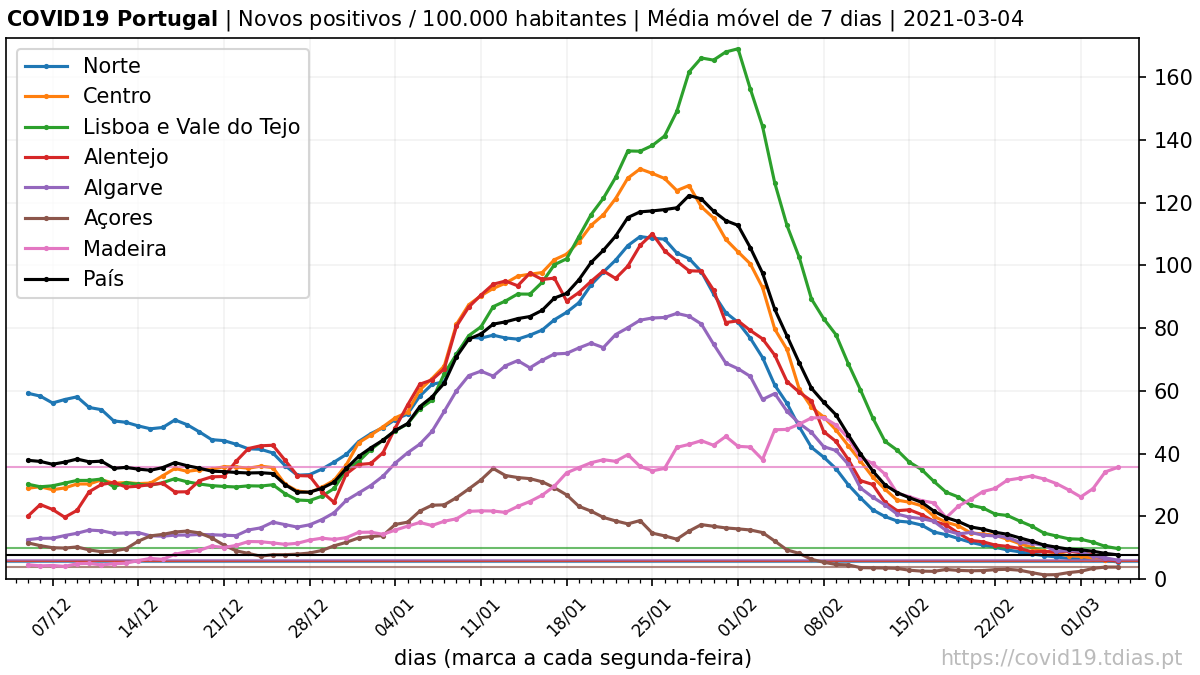 COVID19 Portugal | Novos positivos / 100.000 habitantes | Média móvel de 7 dias | 2021-03-04
Norte
Centro
Lisboa e Vale do Tejo
Alentejo
Algarve
Açores
Madeira
País
160
140
120
100
80
60
40
20
0
07/12 14/12 21/12 28/12 04/01 11/01 18/01 25/01 01/02 08/02 15/02 22/02 01/03
dias (marca a cada segunda-feira)
https://covid19.tdias.pt